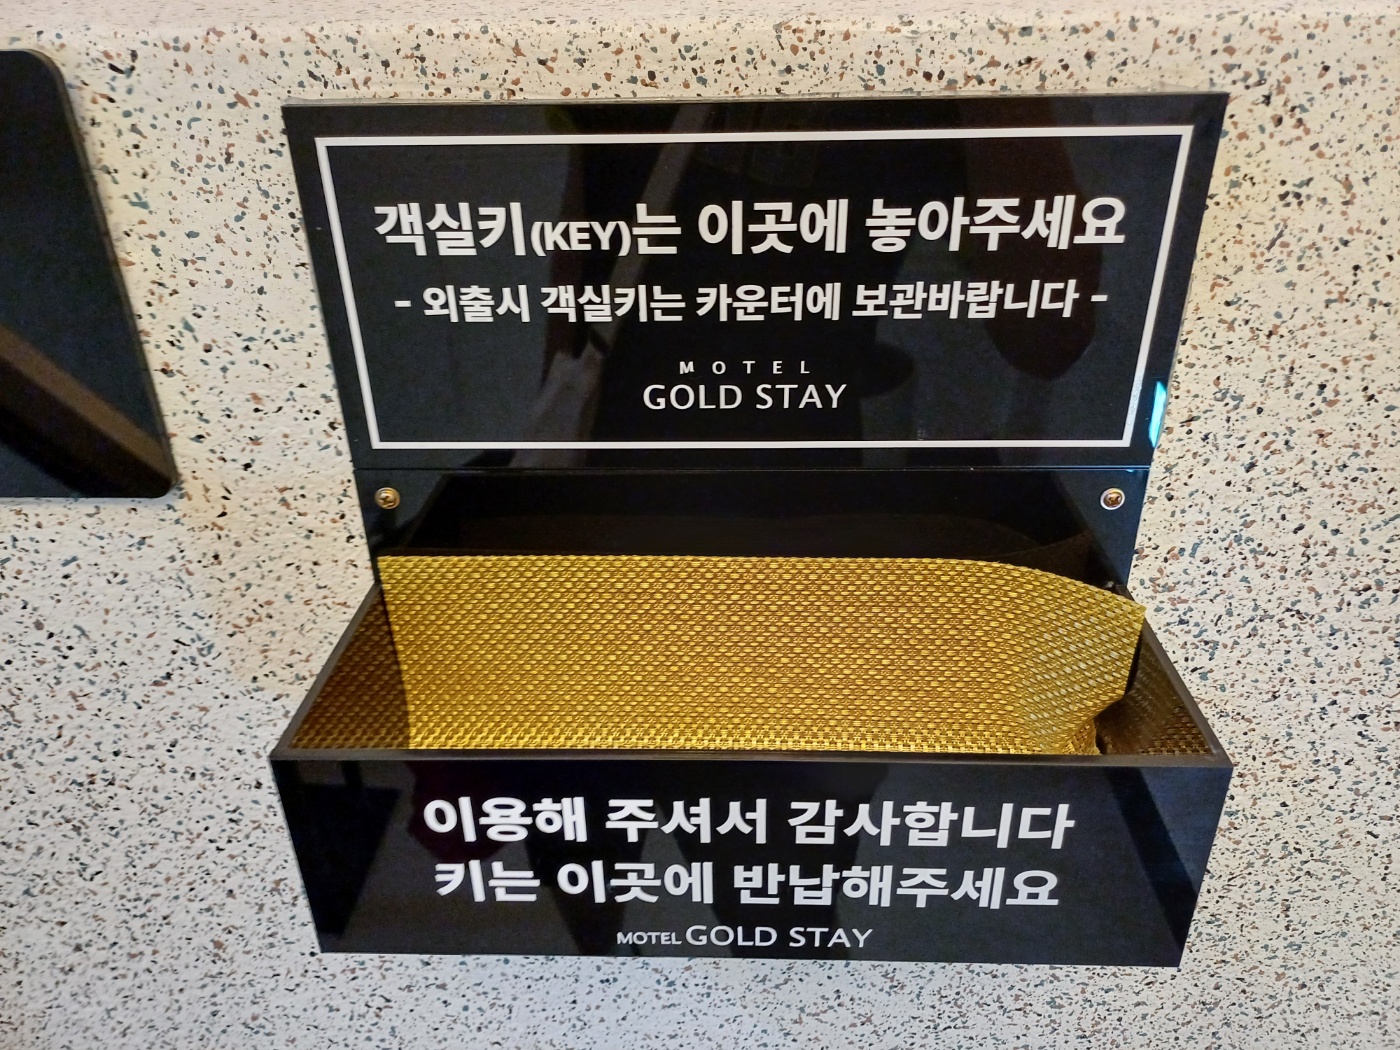 객실키(KEY)는 이곳에 놓아주세요
- 외출시 객실키는 카운터에 보관바랍니다 -
MOTEL
GOLD STAY
이용해 주셔서 감사합니다
키는 이곳에 반납해주세요
MOTEL GOLD STAY